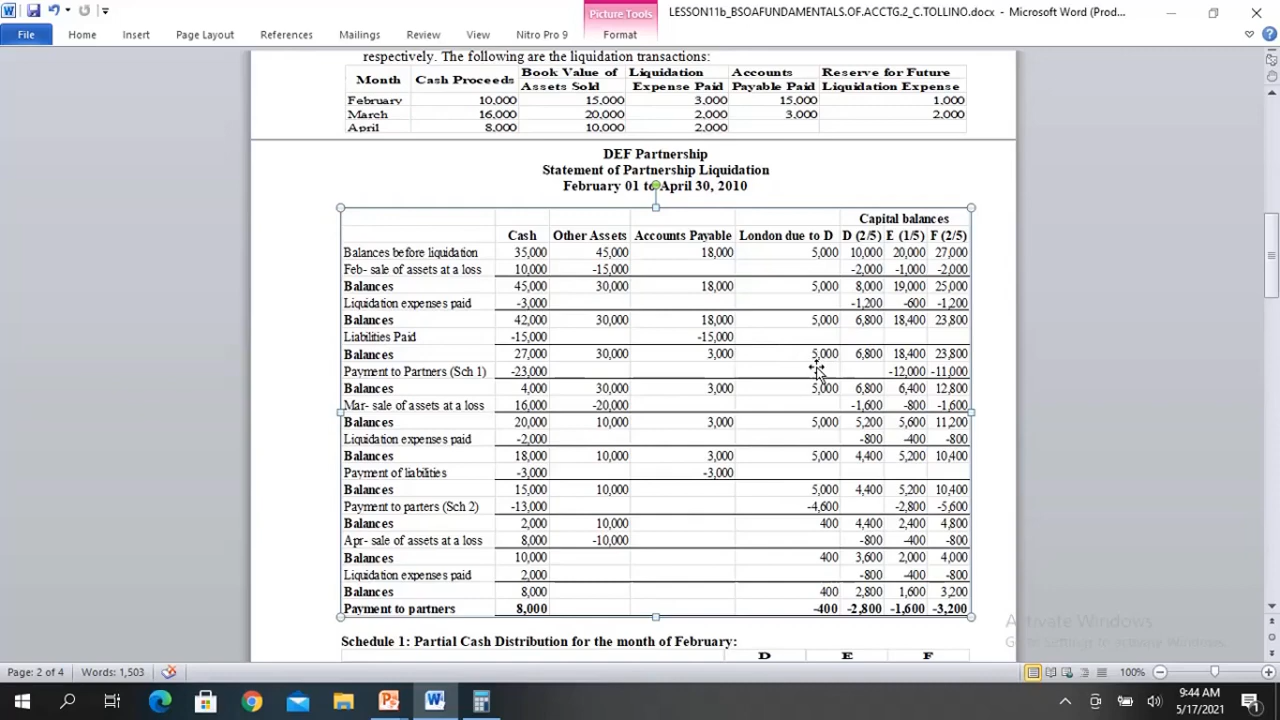 Picture Tools
LESSON11b_BSOAFUNDAMENTALS.OF.ACCTG.2_C.TOLLINO.docx - Microsoft Word (Prod...
File Home Insert Page Layout References Mailings Review View Nitro Pro 9 Format
respectively. The following are the liquidation transactions:
Month Cash Proceeds Book Value of Assets Sold Liquidation Expense Paid Accounts Payable Paid Reserve for Future Liquidation Expense
February 10.000 15.000 3.000 15.000 1.000
March 16.000 20.000 2.000 3.000 2.000
April 8.000 10.000 2.000
DEF Partnership
Statement of Partnership Liquidation
February 01 to April 30, 2010
Capital balances
Cash Other Assets Accounts Payable London due to D D (2/5) E (1/5) F (2/5)
Balances before liquidation 35,000 45,000 18,000 5,000 10,000 20,000 27,000
Feb- sale of assets at a loss 10,000 -15,000 -2,000 -1,000 -2,000
Balances 45,000 30,000 18,000 5,000 8,000 19,000 25,000
Liquidation expenses paid -3,000 -1,200 -600 -1,200
Balances 42,000 30,000 18,000 5,000 6,800 18,400 23,800
Liabilities Paid -15,000 -15,000
Balances 27,000 30,000 3,000 5,000 6,800 18,400 23,800
Payment to Partners (Sch 1) -23,000 -12,000 -11,000
Balances 4,000 30,000 3,000 5,000 6,800 6,400 12,800
Mar- sale of assets at a loss 16,000 -20,000 -1,600 -800 -1,600
Balances 20,000 10,000 3,000 5,000 5,200 5,600 11,200
Liquidation expenses paid -2,000 -800 -400 -800
Balances 18,000 10,000 3,000 5,000 4,400 5,200 10,400
Payment of liabilities -3,000 -3,000
Balances 15,000 10,000 5,000 4,400 5,200 10,400
Payment to parters (Sch 2) -13,000 -4,600 -2,800 -5,600
Balances 2,000 10,000 400 4,400 2,400 4,800
Apr- sale of assets at a loss 8,000 -10,000 -800 -400 -800
Balances 10,000 400 3,600 2,000 4,000
Liquidation expenses paid 2,000 -800 -400 -800
Balances 8,000 400 2,800 1,600 3,200
Payment to partners 8,000 -400 -2,800 -1,600 -3,200
Activate Windows
Go to Settings to activate Windows.
Schedule 1: Partial Cash Distribution for the month of February:
D E F
Page: 2 of 4 Words: 1,503 100%
9:44 AM
5/17/2021